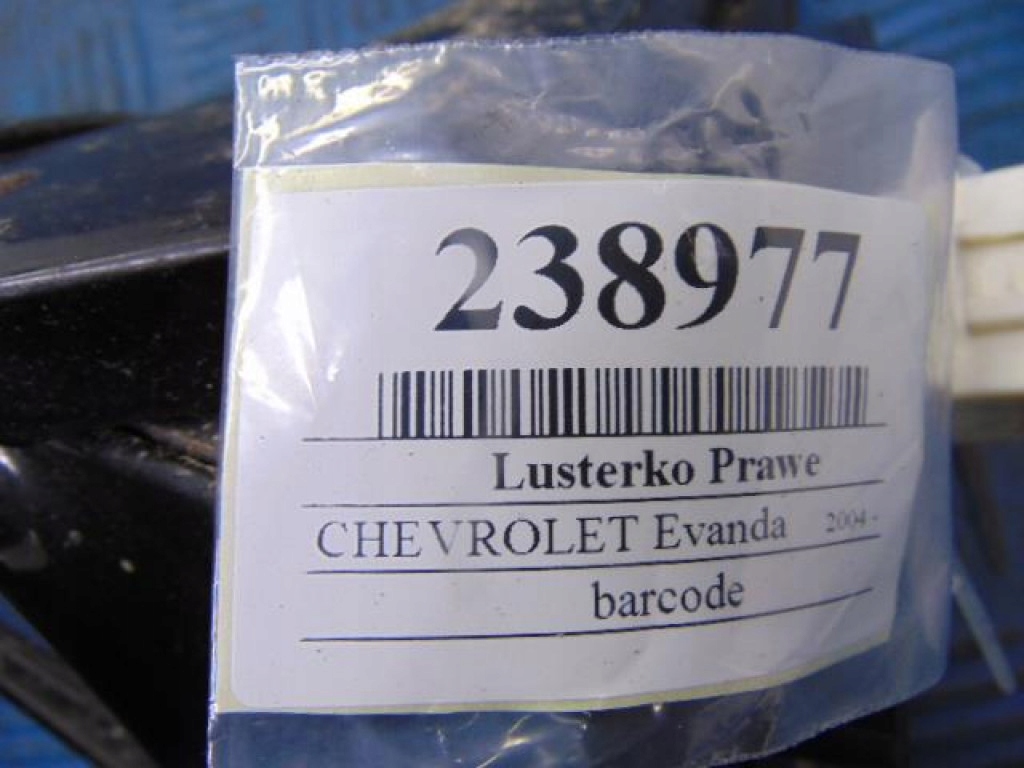 238977
Lusterko Prawe
CHEVROLET Evanda 2004 -
barcode